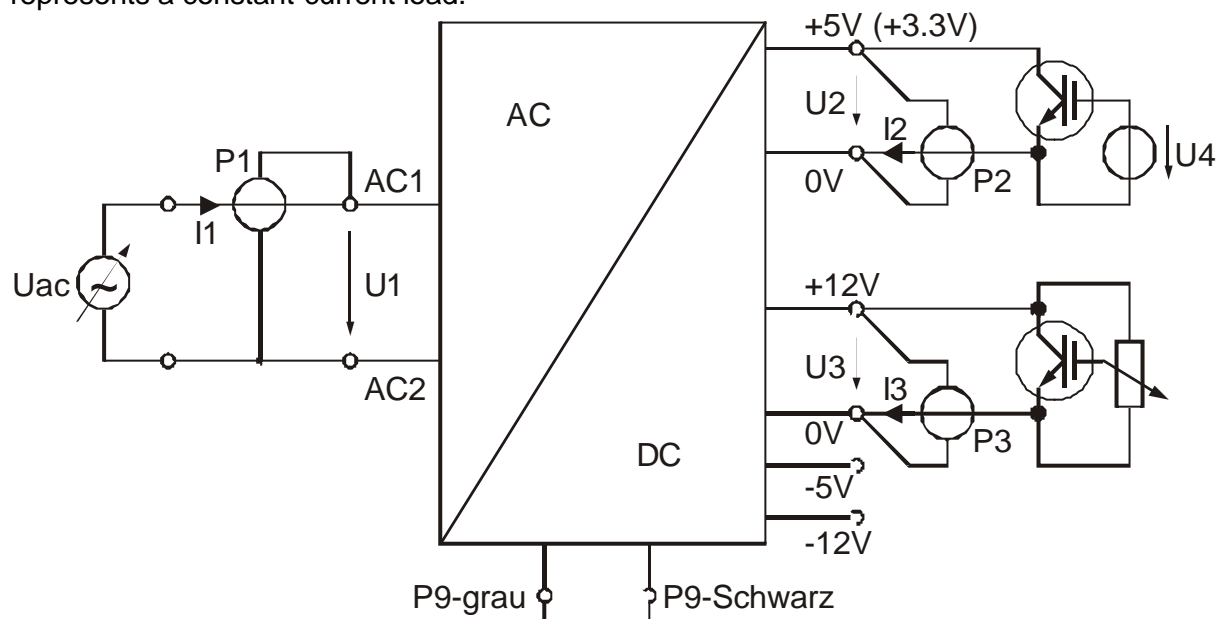 represents a constant-current load.
+5V (+3.3V)
AC
U2
I2
P1
AC1
0V
P2
U4
I1
Uac
~
U1
+12V
U3
I3
AC2
0V
P3
DC
-5V
-12V
P9-grau
P9-Schwarz